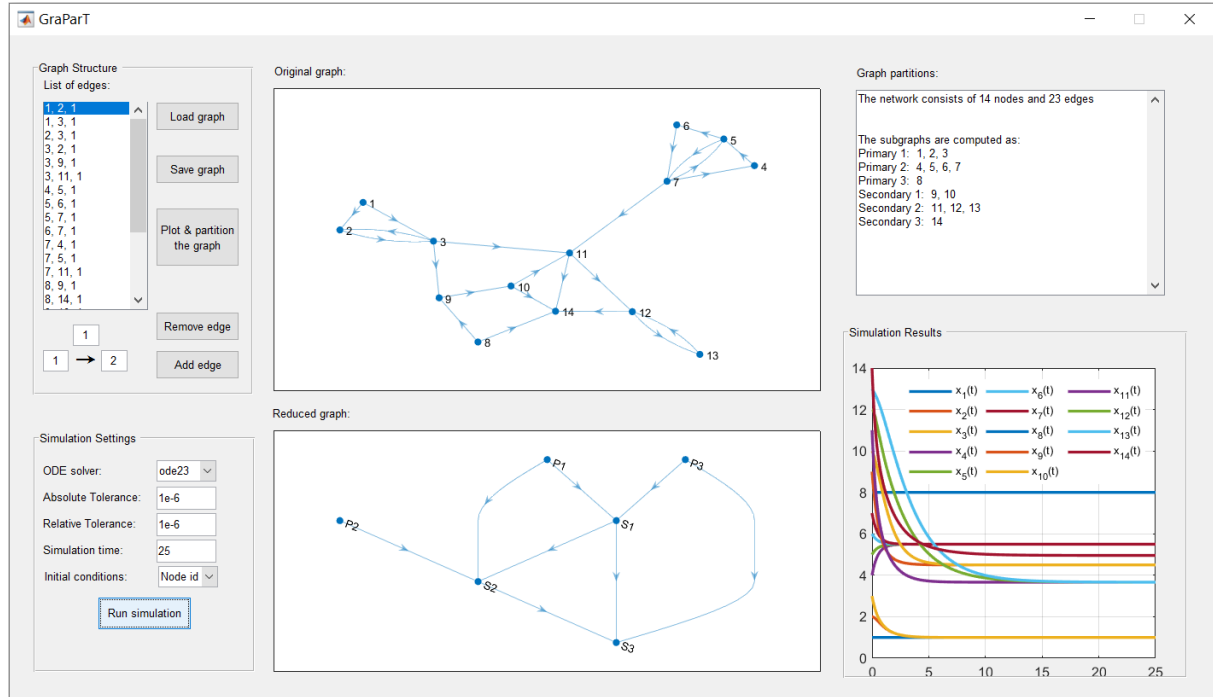 GraParT
Graph Structure
List of edges:
1, 2, 1
1, 3, 1
2, 3, 1
3, 2, 1
3, 9, 1
3, 11, 1
4, 5, 1
5, 6, 1
5, 7, 1
6, 7, 1
7, 4, 1
7, 5, 1
7, 11, 1
8, 9, 1
8, 14, 1
Load graph
Save graph
Plot & partition
the graph
Remove edge
Add edge
1
1 → 2
Simulation Settings
ODE solver: ode23
Absolute Tolerance: 1e-6
Relative Tolerance: 1e-6
Simulation time: 25
Initial conditions: Node id
Run simulation
Original graph:
6
5
4
7
1
2
3
11
10
9
14
12
8
13
Reduced graph:
P1
P3
P2
S1
S2
S3
Graph partitions:
The network consists of 14 nodes and 23 edges
The subgraphs are computed as:
Primary 1: 1, 2, 3
Primary 2: 4, 5, 6, 7
Primary 3: 8
Secondary 1: 9, 10
Secondary 2: 11, 12, 13
Secondary 3: 14
Simulation Results
14
12
10
8
6
4
2
0
x1(t) x6(t) x11(t)
x2(t) x7(t) x12(t)
x3(t) x8(t) x13(t)
x4(t) x9(t) x14(t)
x5(t) x10(t)
0 5 10 15 20 25